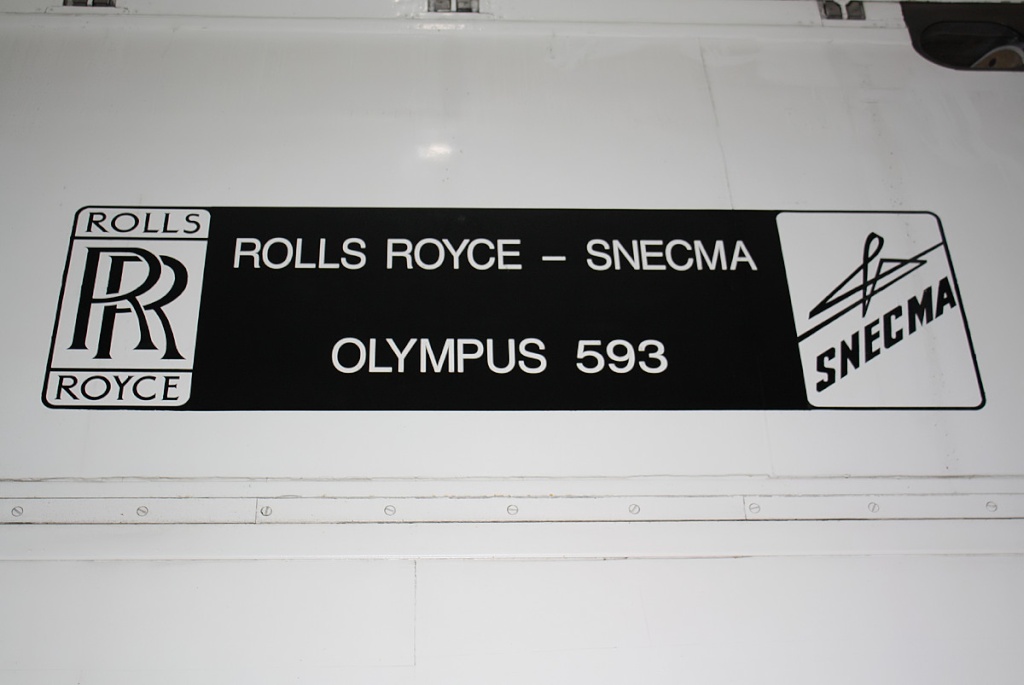 ROLLS
RR
ROYCE
ROLLS ROYCE – SNECMA
OLYMPUS 593
SNECMA